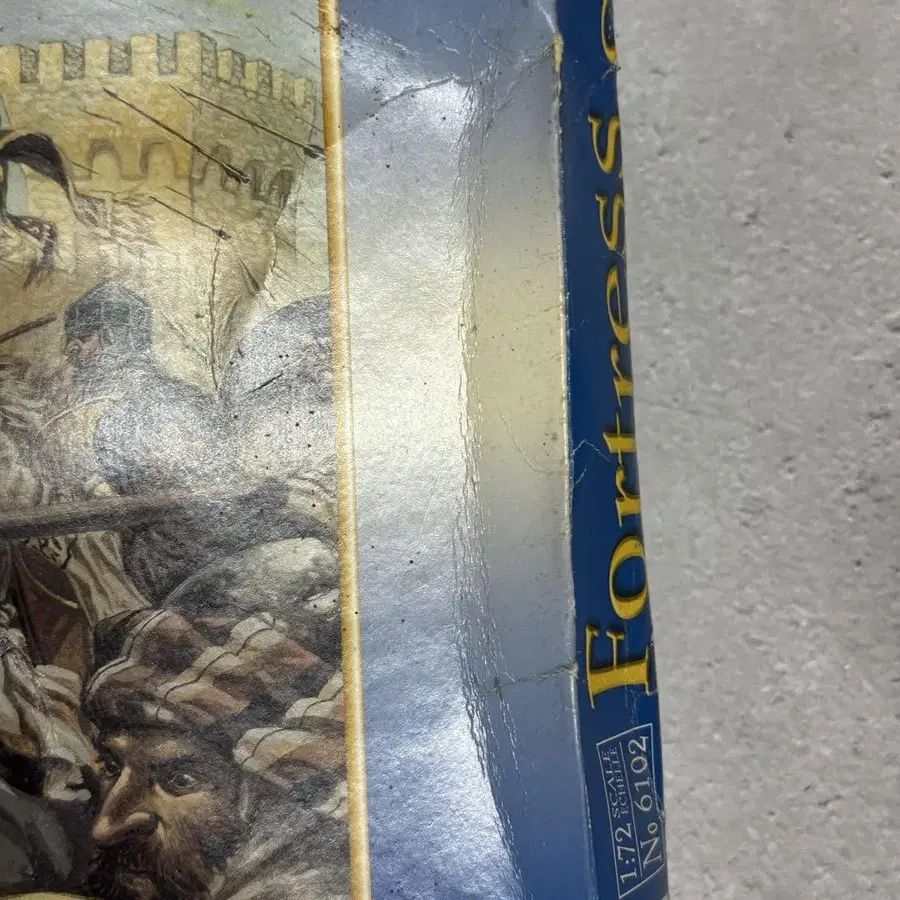 Fortress
1:72 SCALE
ECHELLE
No 6102